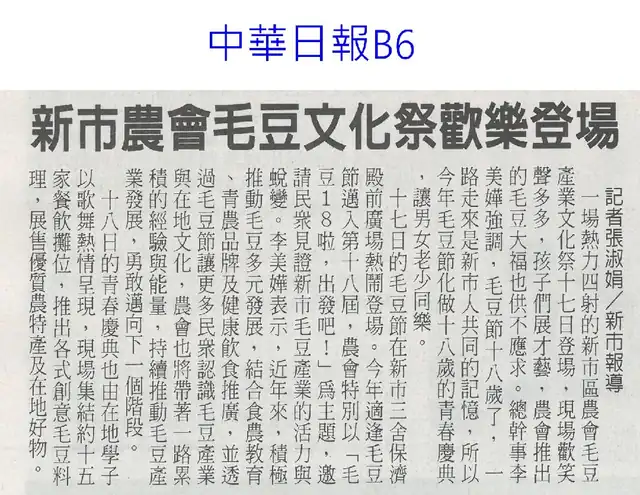 中華日報B6
新市農會毛豆文化祭歡樂登場
記者張淑娟／新市報導
一場熱力四射的新市區農會毛豆
產業文化祭十七日登場，現場歡笑
聲多多，孩子們展才藝，農會推出
的毛豆大福也供不應求。總幹事李
美嬅強調，毛豆節十八歲了，一
路走來是新市人共同的記憶，所以
今年毛豆節化做十八歲的青春慶典
，讓男女老少同樂。
十七日的毛豆節在新市三舍保濟
殿前廣場熱鬧登場。今年適逢毛豆
節邁入第十八屆，農會特別以「毛
豆18啦，出發吧！」為主題，邀
請民眾見證新市毛豆產業的活力與
蛻變。李美嬅表示，近年來，積極
推動毛豆多元發展，結合食農教育
、青農品牌及健康飲食推廣，並透
過毛豆節讓更多民眾認識毛豆產業
與在地文化，農會也將帶著一路累
積的經驗與能量，持續推動毛豆產
業發展，勇敢邁向下一個階段。
十八日的青春慶典也由在地學子
以歌舞熱情呈現，現場集結約十五
家餐飲攤位，推出各式創意毛豆料
理，展售優質農特產及在地好物。